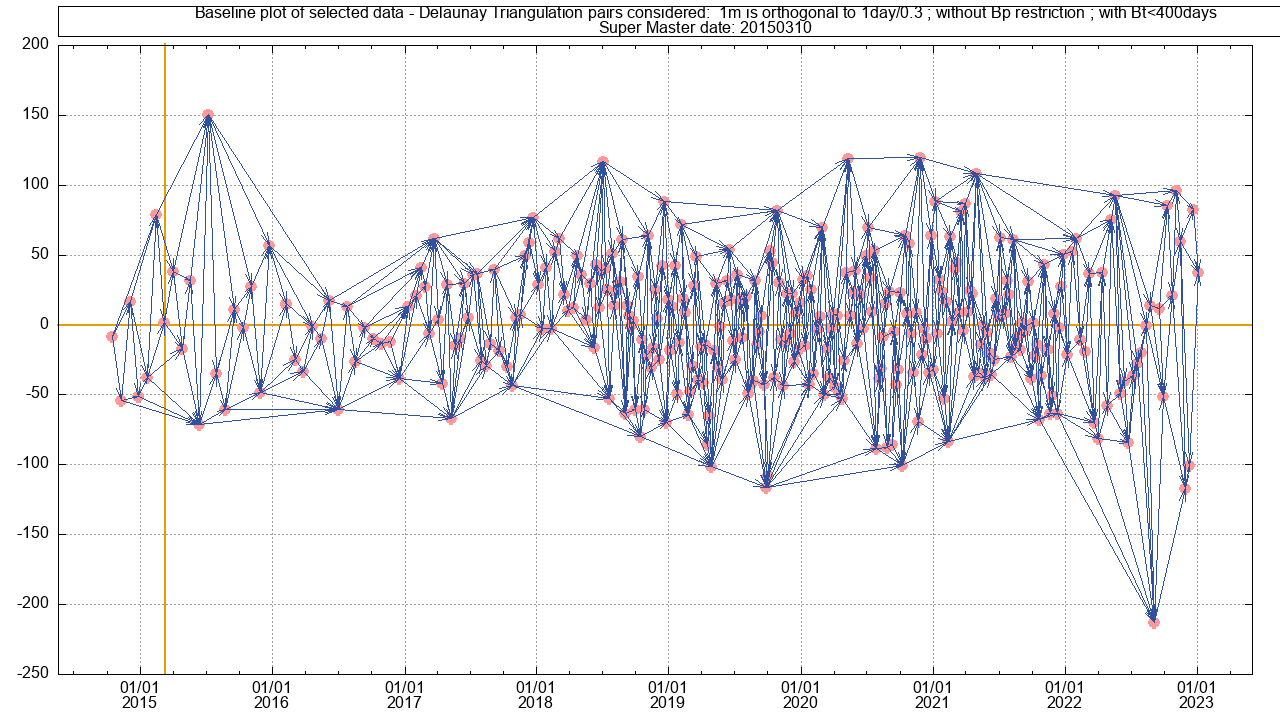 Baseline plot of selected data - Delaunay Triangulation pairs considered:  1m is orthogonal to 1day/0.3 ; without Bp restriction ; with Bt<400days
Super Master date: 20150310
200
150
100
50
0
-50
-100
-150
-200
-250
01/01 01/01 01/01 01/01 01/01 01/01 01/01 01/01 01/01
2015 2016 2017 2018 2019 2020 2021 2022 2023